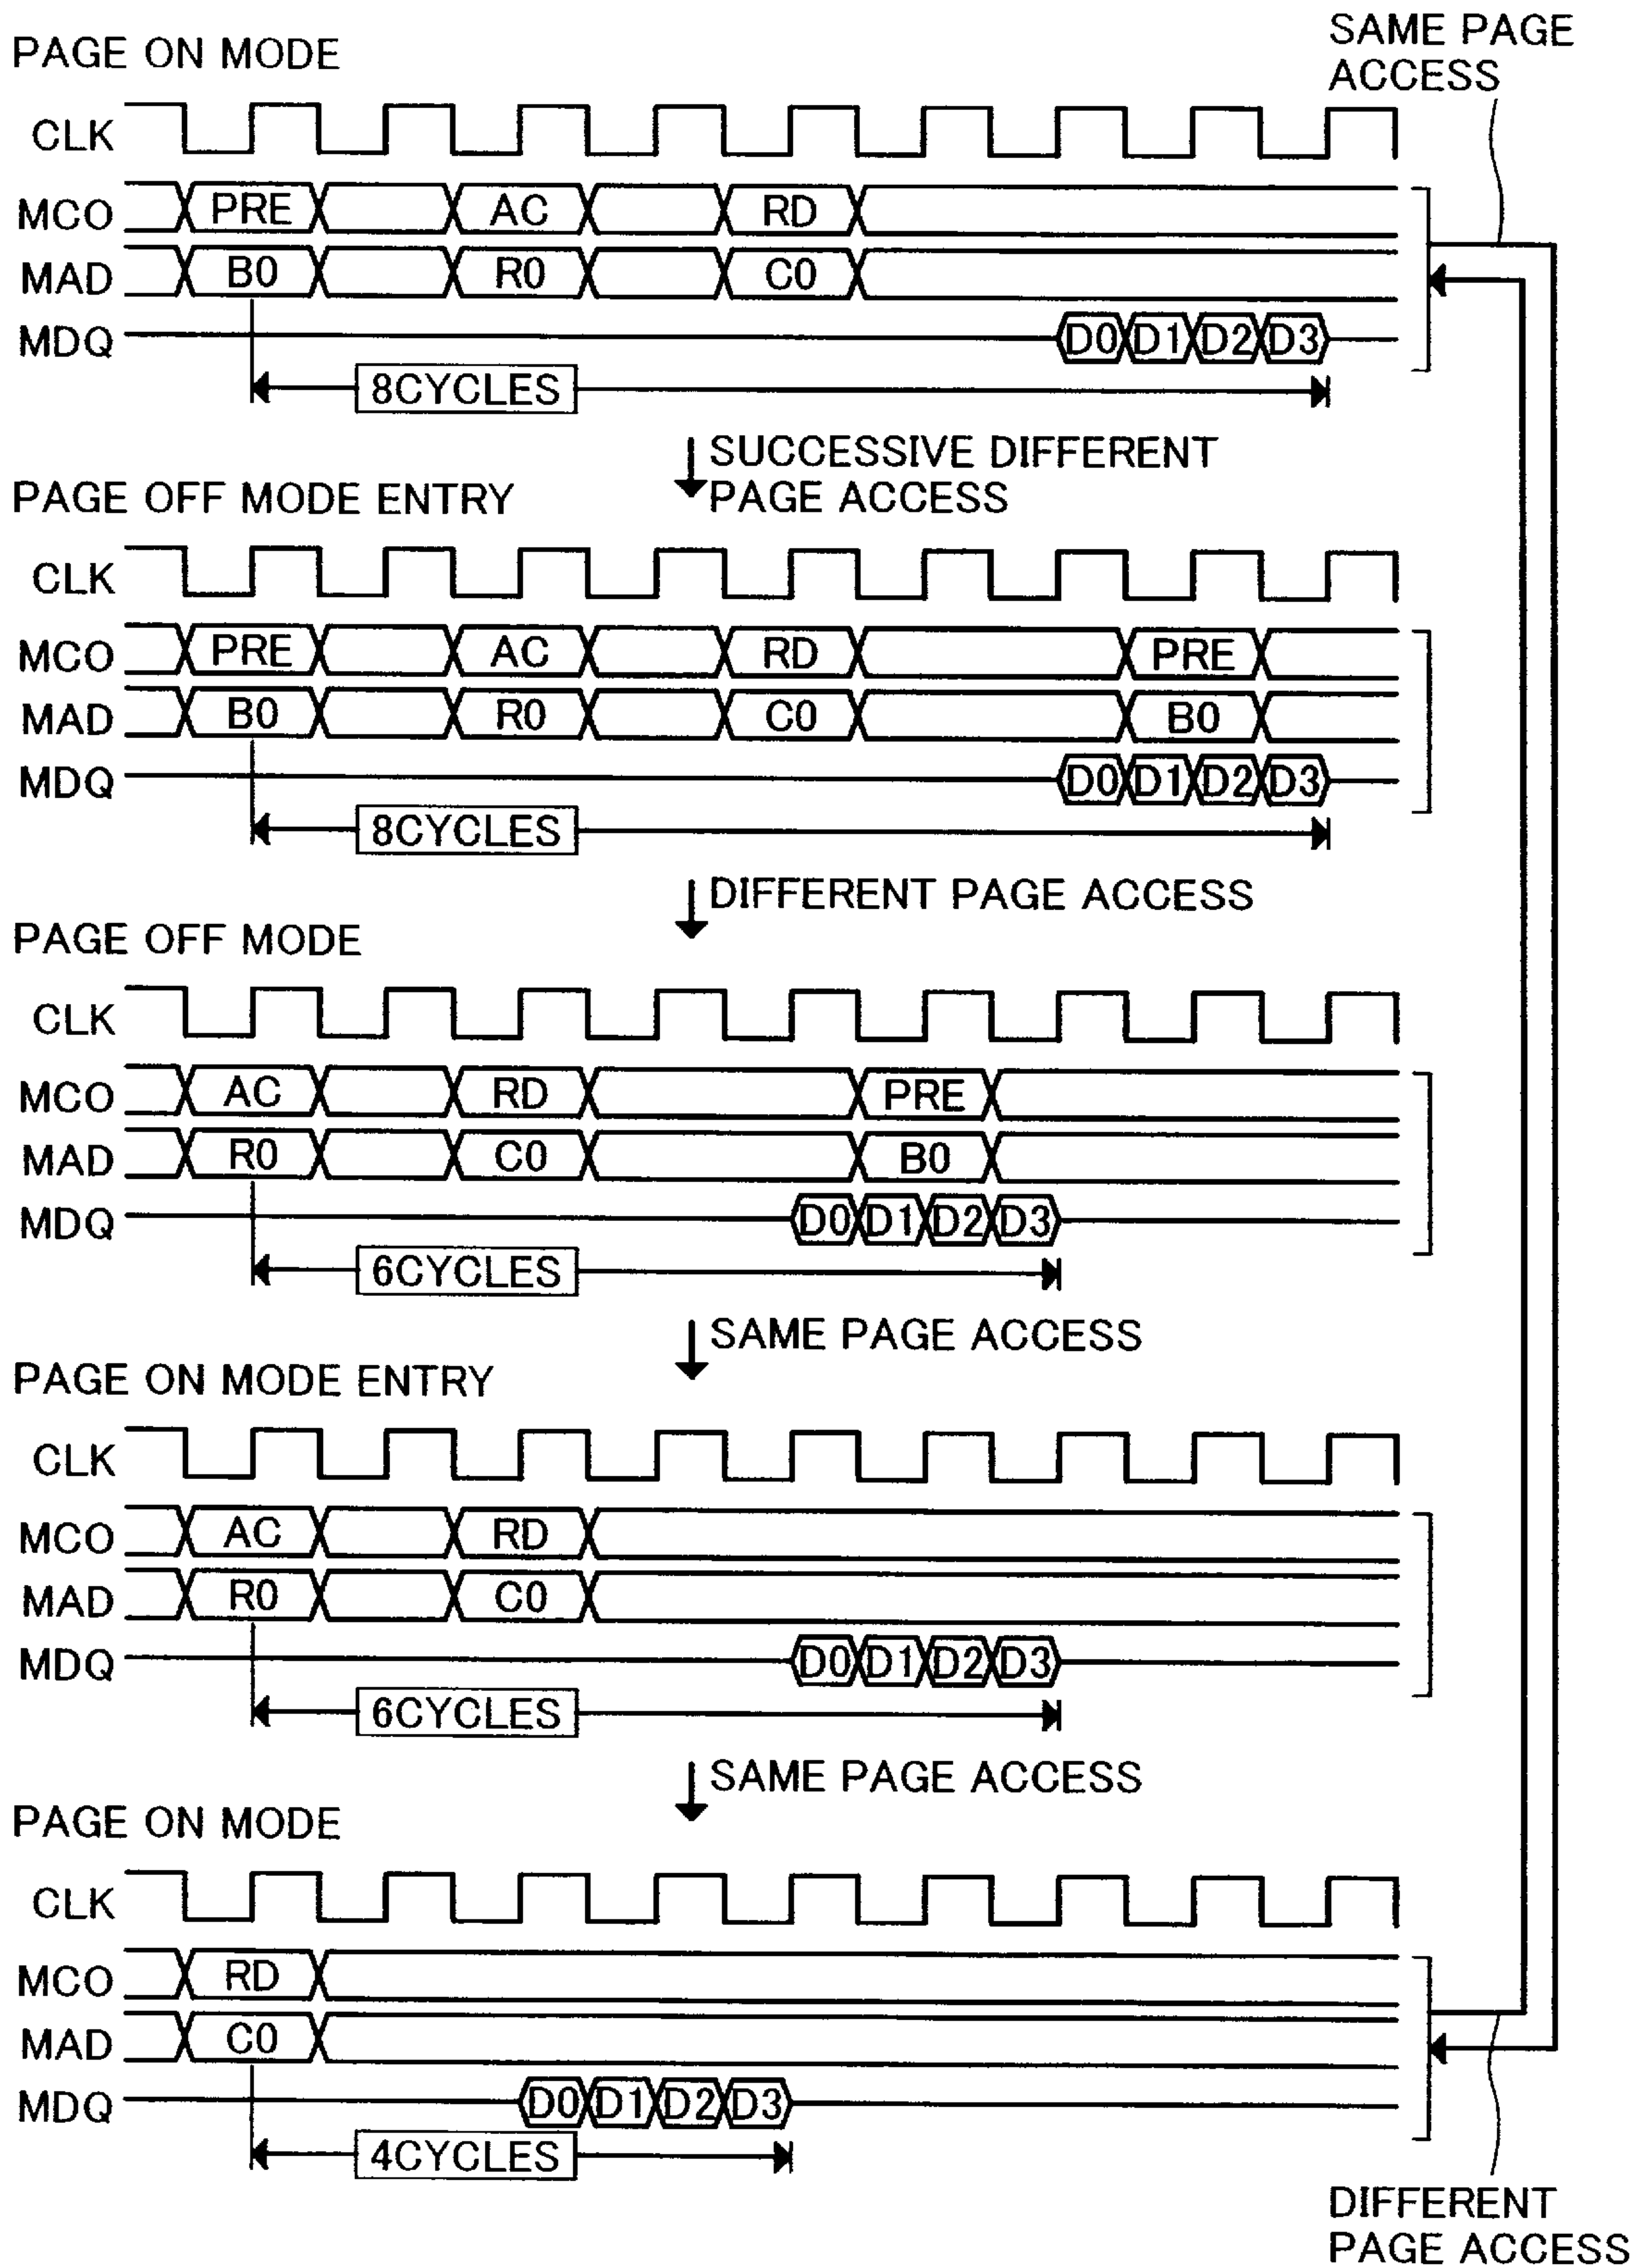 SAME PAGE
ACCESS
PAGE ON MODE
CLK
MCO PRE AC RD
MAD B0 R0 C0
MDQ D0 D1 D2 D3
8CYCLES
SUCCESSIVE DIFFERENT
PAGE ACCESS
PAGE OFF MODE ENTRY
CLK
MCO PRE AC RD PRE
MAD B0 R0 C0 B0
MDQ D0 D1 D2 D3
8CYCLES
DIFFERENT PAGE ACCESS
PAGE OFF MODE
CLK
MCO AC RD PRE
MAD R0 C0 B0
MDQ D0 D1 D2 D3
6CYCLES
SAME PAGE ACCESS
PAGE ON MODE ENTRY
CLK
MCO AC RD
MAD R0 C0
MDQ D0 D1 D2 D3
6CYCLES
SAME PAGE ACCESS
PAGE ON MODE
CLK
MCO RD
MAD C0
MDQ D0 D1 D2 D3
4CYCLES
DIFFERENT
PAGE ACCESS